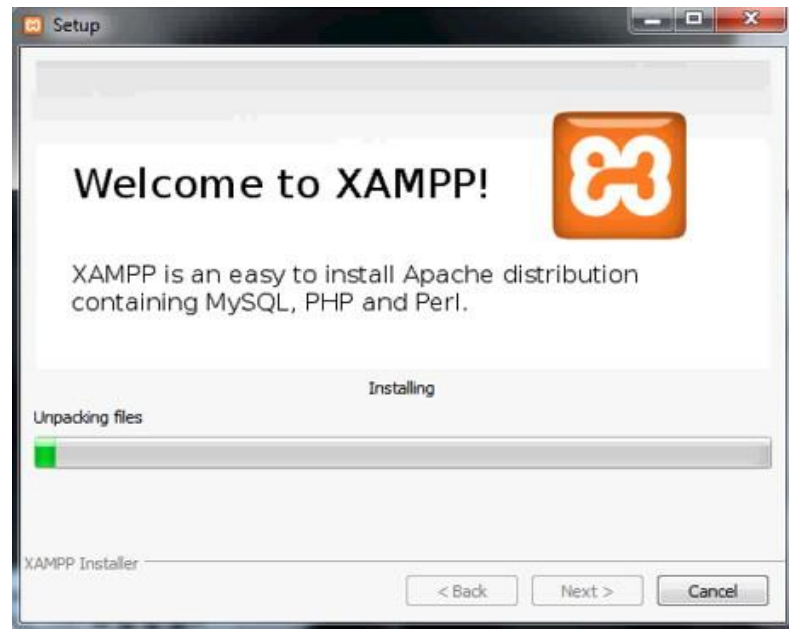 Setup
Welcome to XAMPP!
XAMPP is an easy to install Apache distribution
containing MySQL, PHP and Perl.
Installing
Unpacking files
XAMPP Installer
< Back
Next >
Cancel